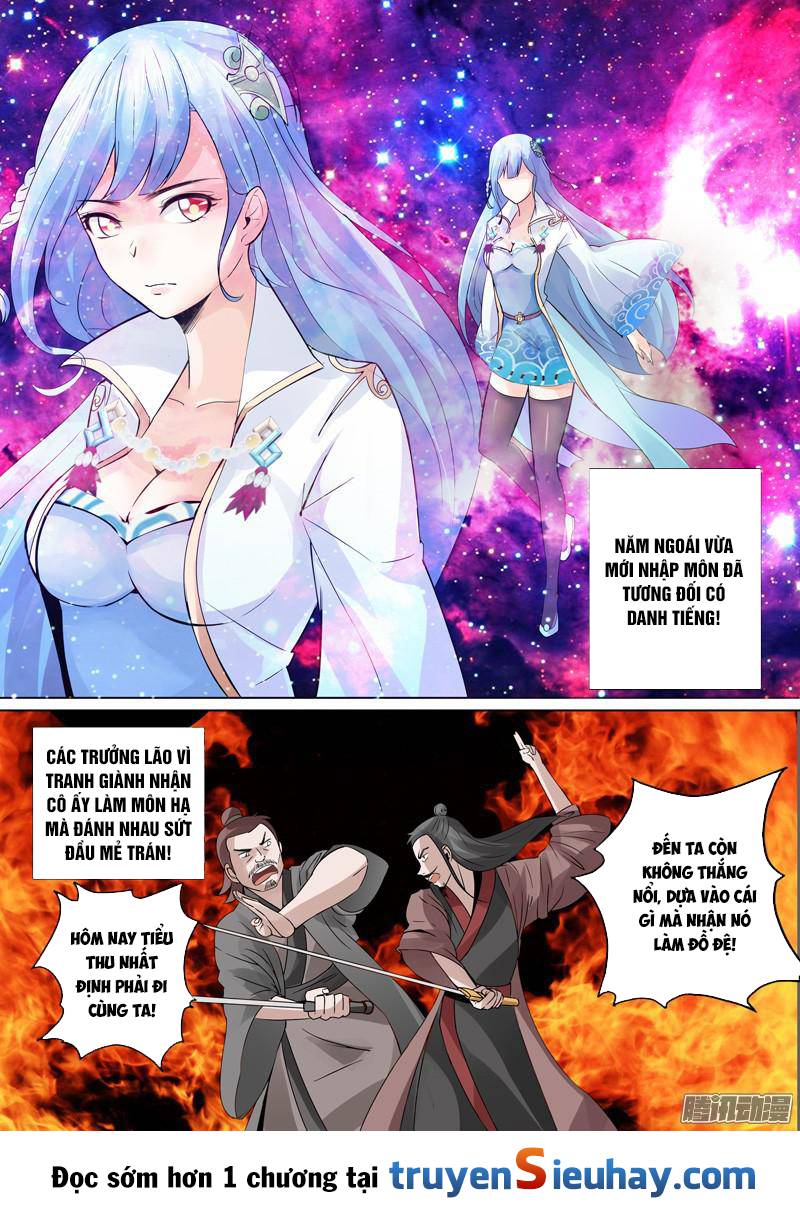 NĂM NGOÁI VỪA
MỚI NHẬP MÔN ĐÃ
TƯƠNG ĐỐI CÓ
DANH TIẾNG!
CÁC TRƯỞNG LÃO VÌ
TRANH GIÀNH NHẬN
CÔ ẤY LÀM MÔN HẠ
MÀ ĐÁNH NHAU SỨT
ĐẦU MẺ TRÁN!
ĐẾN TA CÒN
KHÔNG THẮNG
NỔI, DỰA VÀO CÁI
GÌ MÀ NHẬN NÓ
LÀM ĐỒ ĐỆ!
HÔM NAY TIỂU
THU NHẤT
ĐỊNH PHẢI ĐI
CÙNG TA!
腾讯动漫
Đọc sớm hơn 1 chương tại truyenSieuhay.com